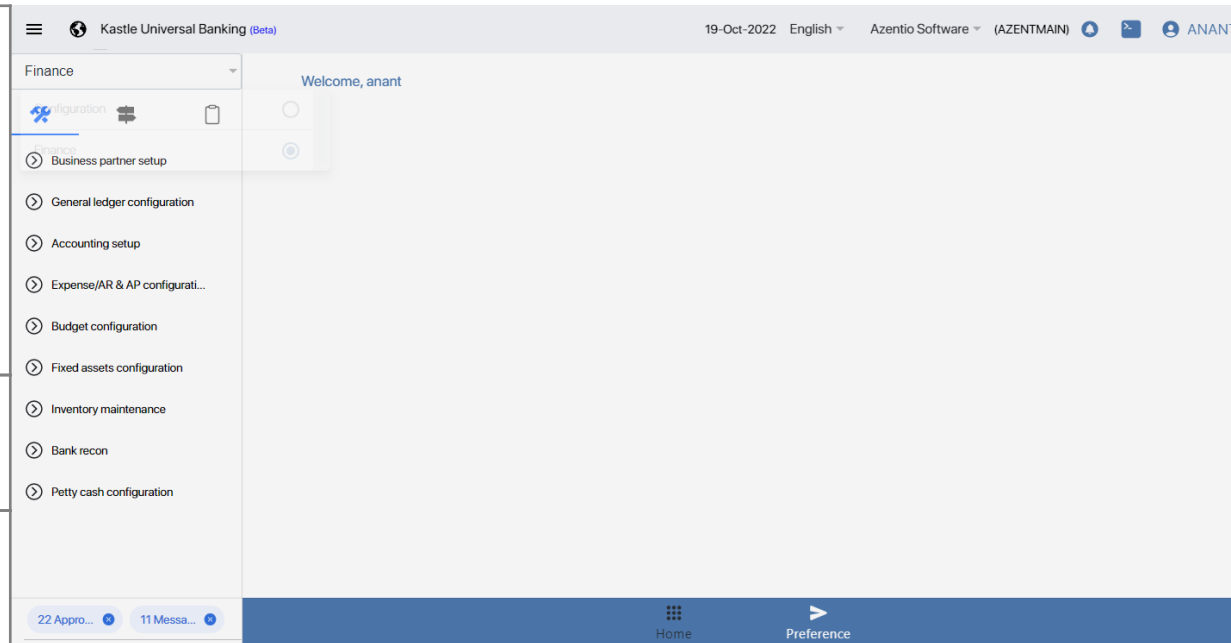 Kastle Universal Banking (Beta)
19-Oct-2022 English Azentio Software (AZENTMAIN) ANANT
Finance
Welcome, anant
Configuration
Finance
Business partner setup
General ledger configuration
Accounting setup
Expense/AR & AP configurati...
Budget configuration
Fixed assets configuration
Inventory maintenance
Bank recon
Petty cash configuration
22 Appro... 11 Messa...
Home Preference